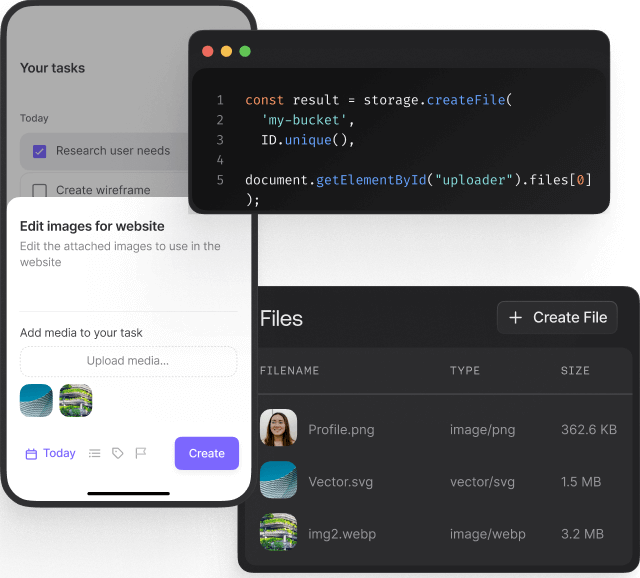 Your tasks
Today
Research user needs
Create wireframe
Edit images for website
Edit the attached images to use in the
website
Add media to your task
Upload media...
Today
Create
1 const result = storage.createFile(
2 'my-bucket',
3 ID.unique(),
4
5
document.getElementById("uploader").files[0]
);
Files
+ Create File
FILENAME TYPE SIZE
Profile.png image/png 362.6 KB
Vector.svg vector/svg 1.5 MB
img2.webp image/webp 3.2 MB